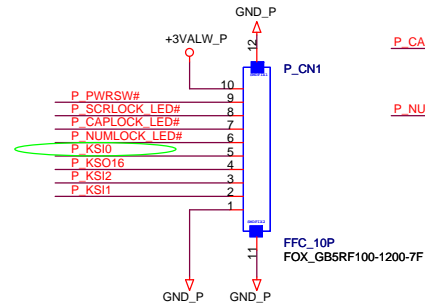 GND_P
+3VALW_P
12
P_CA
P_CN1
10
P_PWRSW#
9
P_SCRLOCK_LED#
8
P_CAPLOCK_LED#
7
P_NUMLOCK_LED#
6
P_NU
P_KSI0
5
P_KSO16
4
P_KSI2
3
P_KSI1
2
1
FFC_10P
11
FOX_GB5RF100-1200-7F
GND_P
GND_P